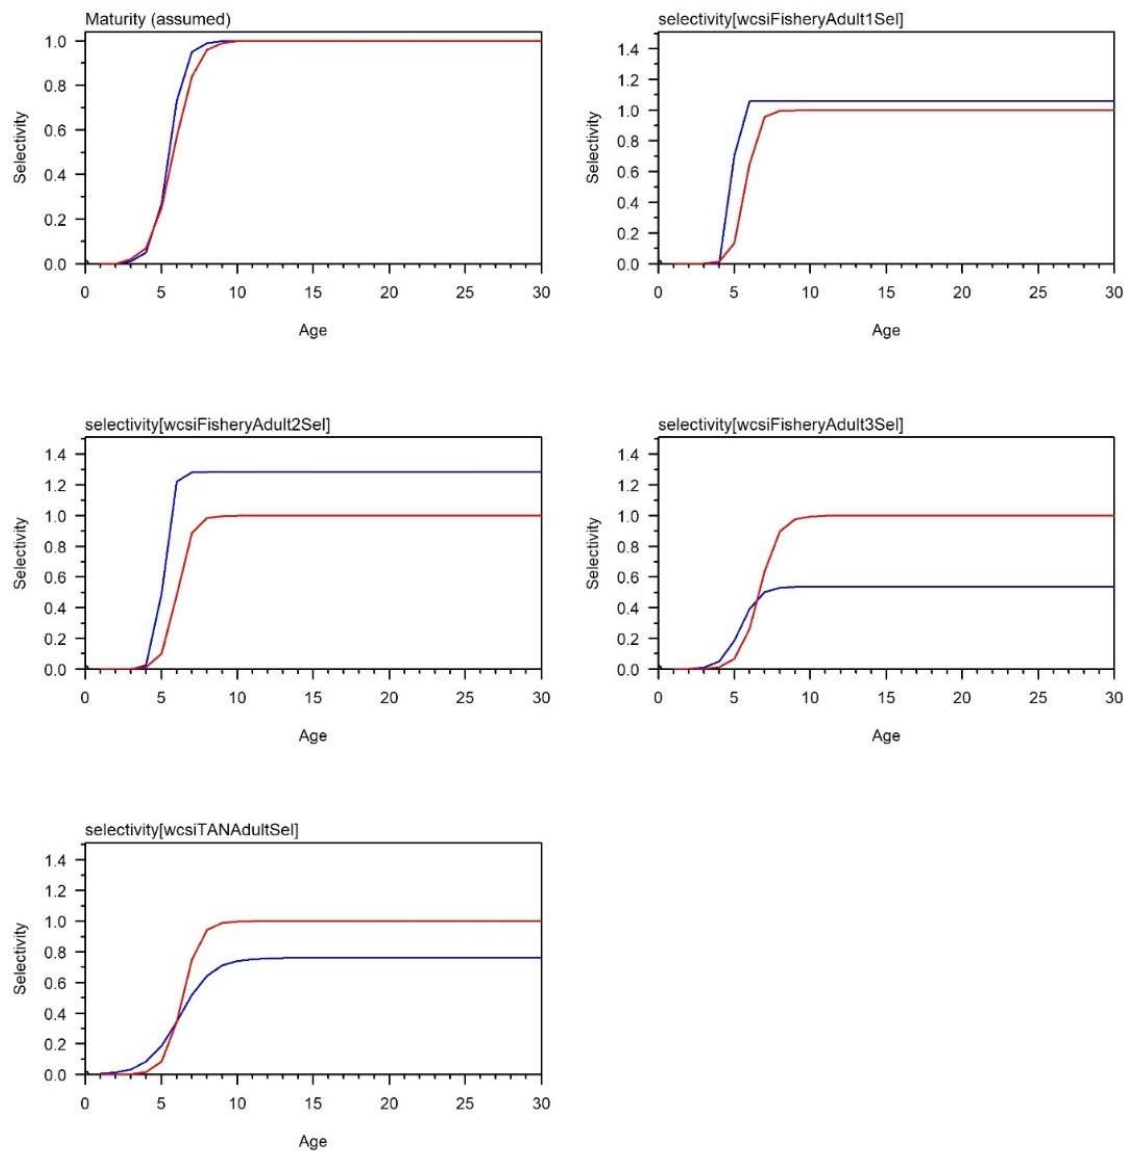 Maturity (assumed)
1.0
0.8
0.6
0.4
0.2
0.0
Selectivity
0 5 10 15 20 25 30
Age
selectivity[wcsiFisheryAdult1Sel]
1.4
1.2
1.0
0.8
0.6
0.4
0.2
0.0
Selectivity
0 5 10 15 20 25 30
Age
selectivity[wcsiFisheryAdult2Sel]
1.4
1.2
1.0
0.8
0.6
0.4
0.2
0.0
Selectivity
0 5 10 15 20 25 30
Age
selectivity[wcsiFisheryAdult3Sel]
1.4
1.2
1.0
0.8
0.6
0.4
0.2
0.0
Selectivity
0 5 10 15 20 25 30
Age
selectivity[wcsiTANAdultSel]
1.4
1.2
1.0
0.8
0.6
0.4
0.2
0.0
Selectivity
0 5 10 15 20 25 30
Age